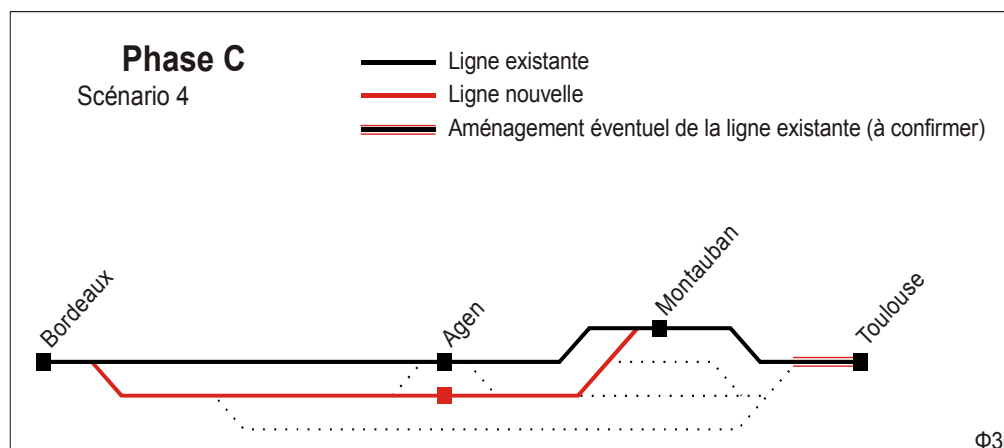 Phase C
Scénario 4
Ligne existante
Ligne nouvelle
Aménagement éventuel de la ligne existante (à confirmer)
Bordeaux
Agen
Montauban
Toulouse
Φ3